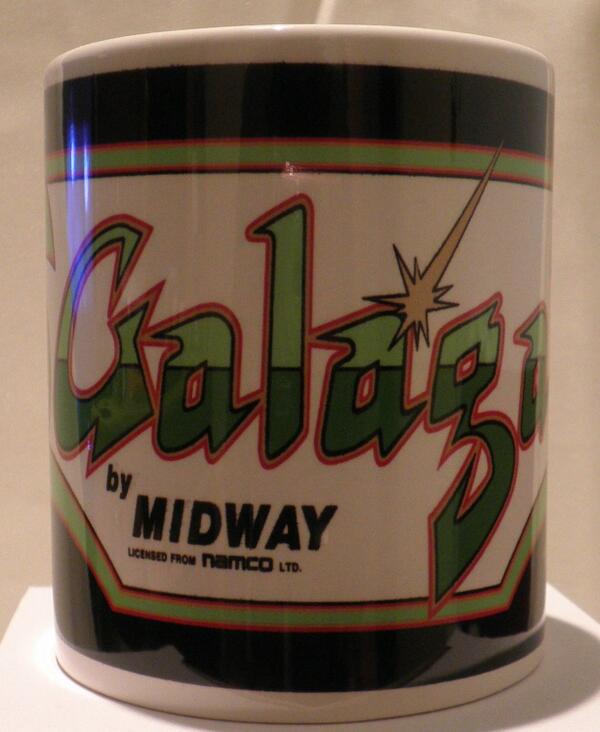 Galaga
by
MIDWAY
LICENSED FROM namco LTD.